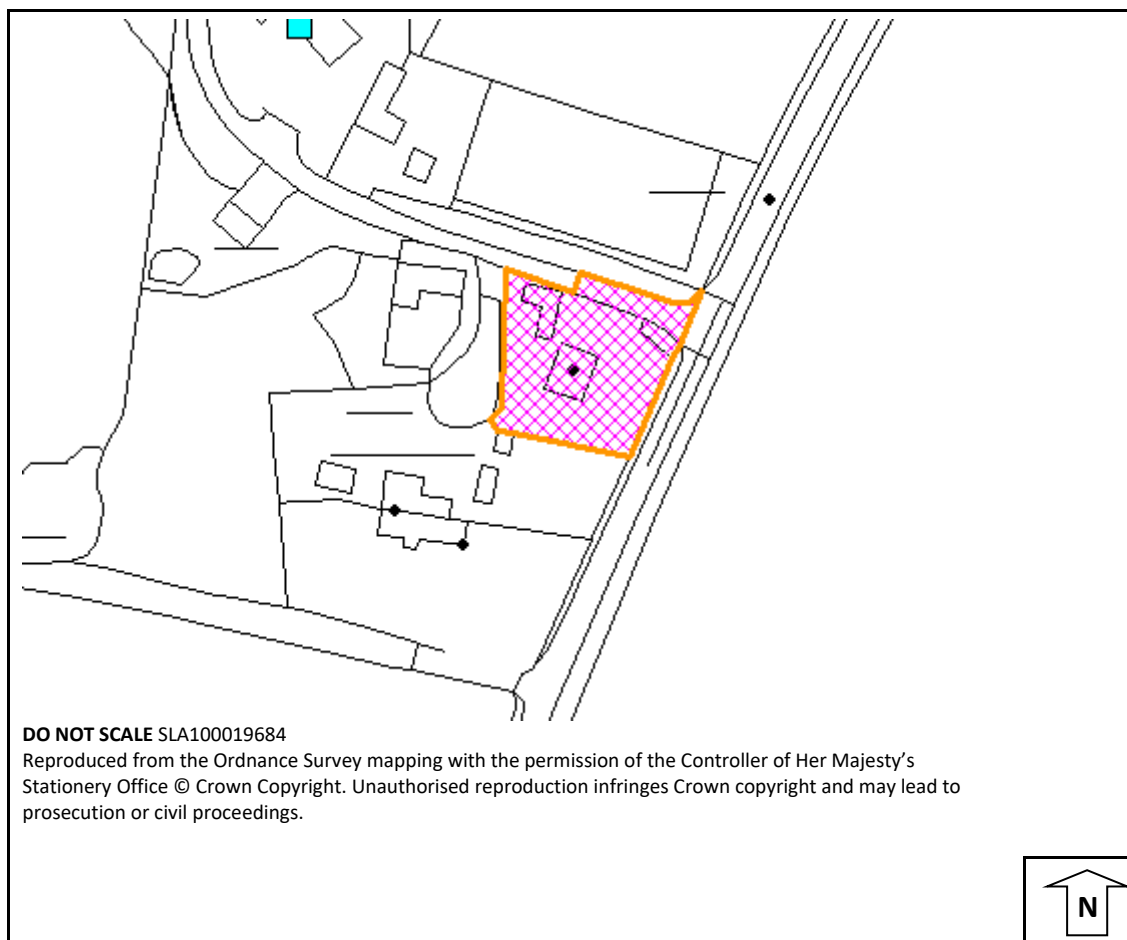 DO NOT SCALE SLA100019684
Reproduced from the Ordnance Survey mapping with the permission of the Controller of Her Majesty’s
Stationery Office © Crown Copyright. Unauthorised reproduction infringes Crown copyright and may lead to
prosecution or civil proceedings.
N